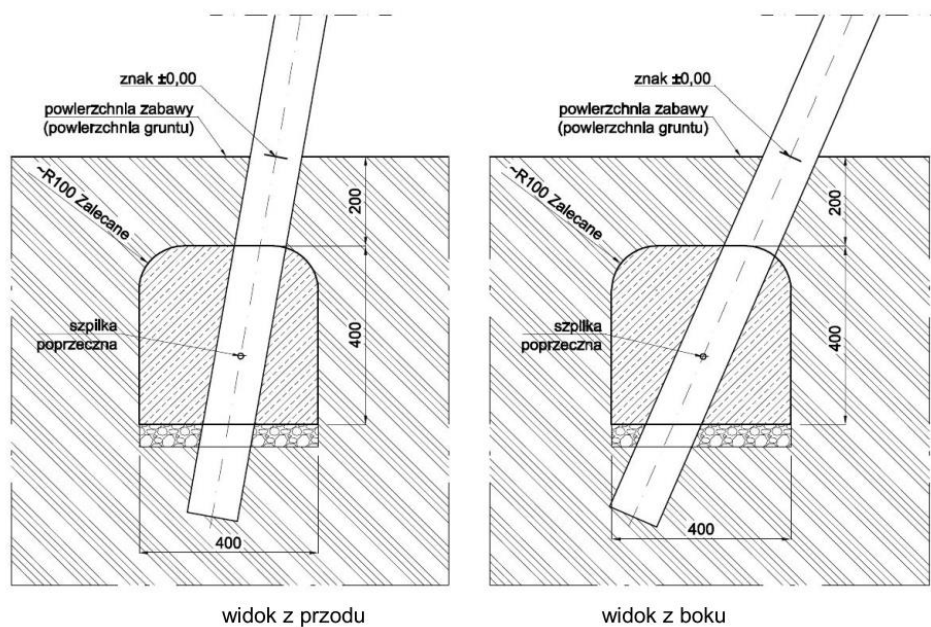 znak ±0,00
powierzchnia zabawy
(powierzchnia gruntu)
~R100 Zalecane
200
400
szpilka
poprzeczna
400
widok z przodu
znak ±0,00
powierzchnia zabawy
(powierzchnia gruntu)
~R100 Zalecane
200
400
szpilka
poprzeczna
400
widok z boku